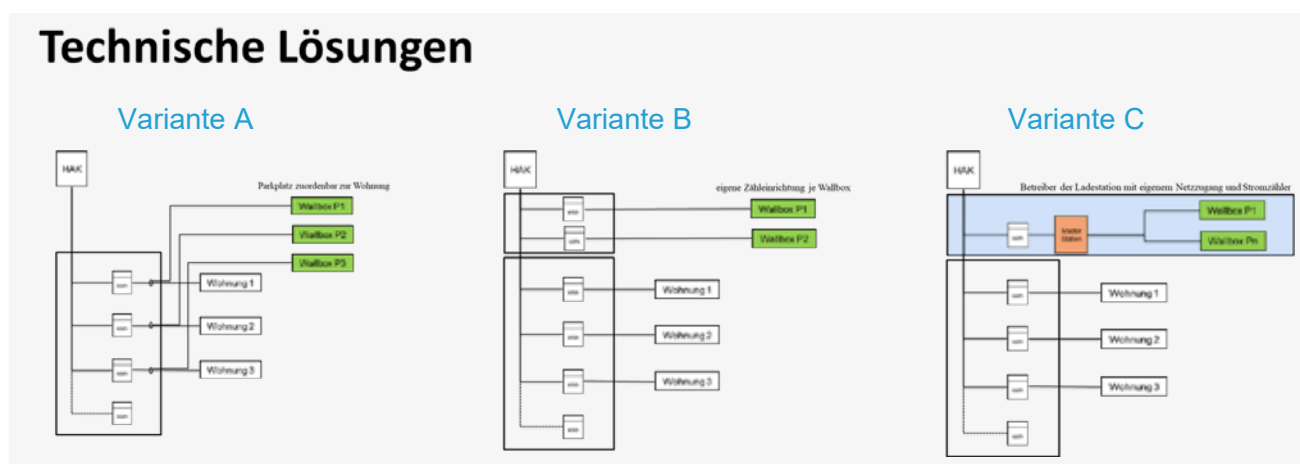 Technische Lösungen
Variante A
HAK
Parkplatz zuordenbar zur Wohnung
Wallbox P1
Wallbox P2
Wallbox P3
Wohnung 1
Wohnung 2
Wohnung 3
Variante B
HAK
eigene Zähleinrichtung je Wallbox
Wallbox P1
Wallbox P2
Wohnung 1
Wohnung 2
Wohnung 3
Variante C
HAK
Betreiber der Ladestation mit eigenem Netzzugang und Stromzähler
Wallbox P1
Wallbox Pn
Wohnung 1
Wohnung 2
Wohnung 3